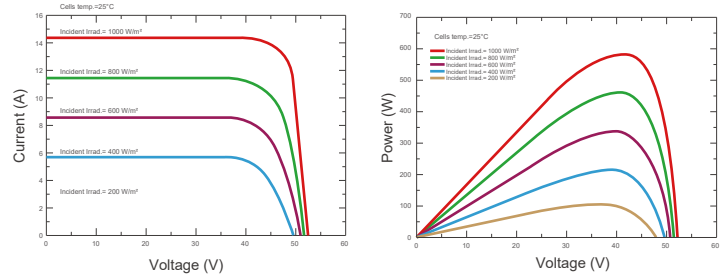 Cells temp.=25°C
16
14
12
10
8
6
4
2
0
Current (A)
Incident Irrad.= 1000 W/m²
Incident Irrad.= 800 W/m²
Incident Irrad.= 600 W/m²
Incident Irrad.= 400 W/m²
Incident Irrad.= 200 W/m²
0 10 20 30 40 50 60
Voltage (V)
700
600
500
400
300
200
100
0
Power (W)
Cells temp.=25°C
Incident Irrad.= 1000 W/m²
Incident Irrad.= 800 W/m²
Incident Irrad.= 600 W/m²
Incident Irrad.= 400 W/m²
Incident Irrad.= 200 W/m²
0 10 20 30 40 50 60
Voltage (V)